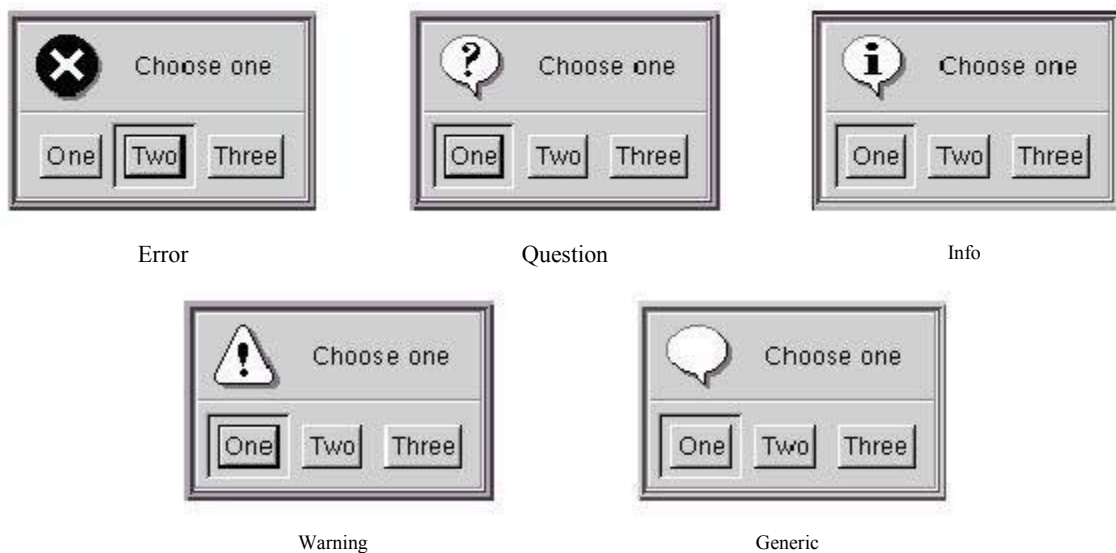 Choose one
One Two Three
Error
Choose one
One Two Three
Question
Choose one
One Two Three
Info
Choose one
One Two Three
Warning
Choose one
One Two Three
Generic